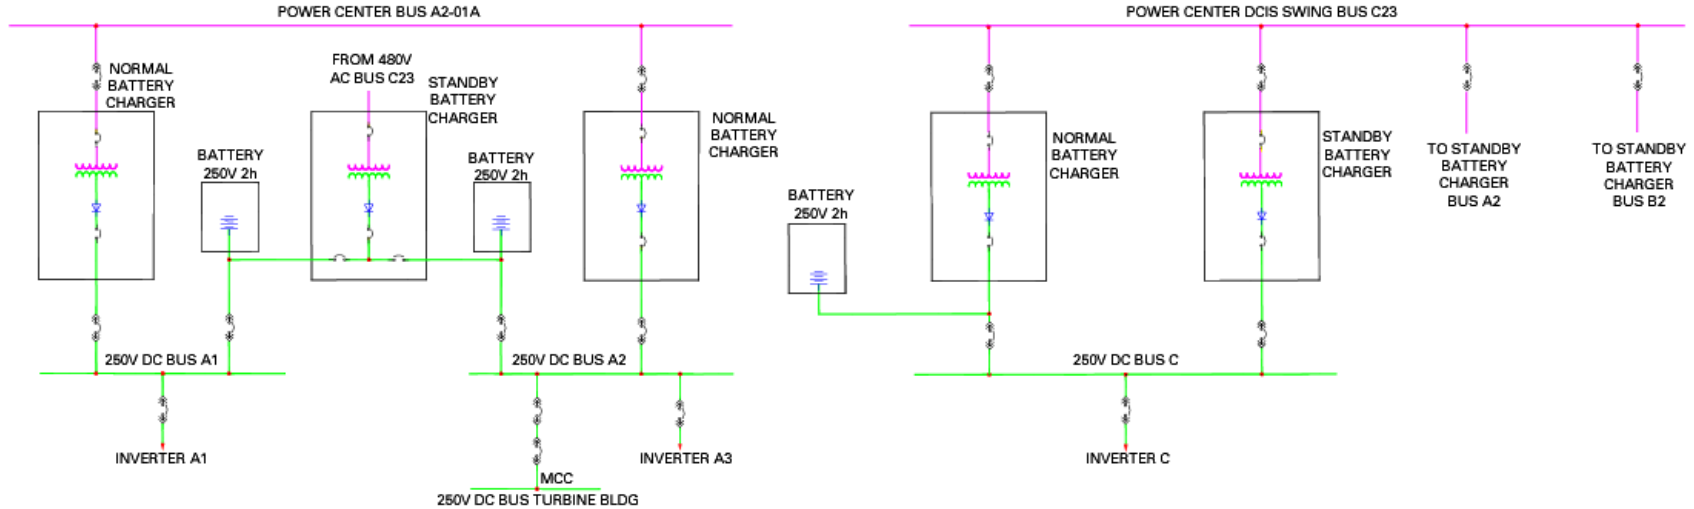 POWER CENTER BUS A2-01A
POWER CENTER DCIS SWING BUS C23
NORMAL
BATTERY
CHARGER
FROM 480V
AC BUS C23
STANDBY
BATTERY
CHARGER
NORMAL
BATTERY
CHARGER
BATTERY
250V 2h
BATTERY
250V 2h
BATTERY
250V 2h
NORMAL
BATTERY
CHARGER
STANDBY
BATTERY
CHARGER
TO STANDBY
BATTERY
CHARGER
BUS A2
TO STANDBY
BATTERY
CHARGER
BUS B2
250V DC BUS A1
250V DC BUS A2
250V DC BUS C
INVERTER A1
INVERTER A3
INVERTER C
MCC
250V DC BUS TURBINE BLDG